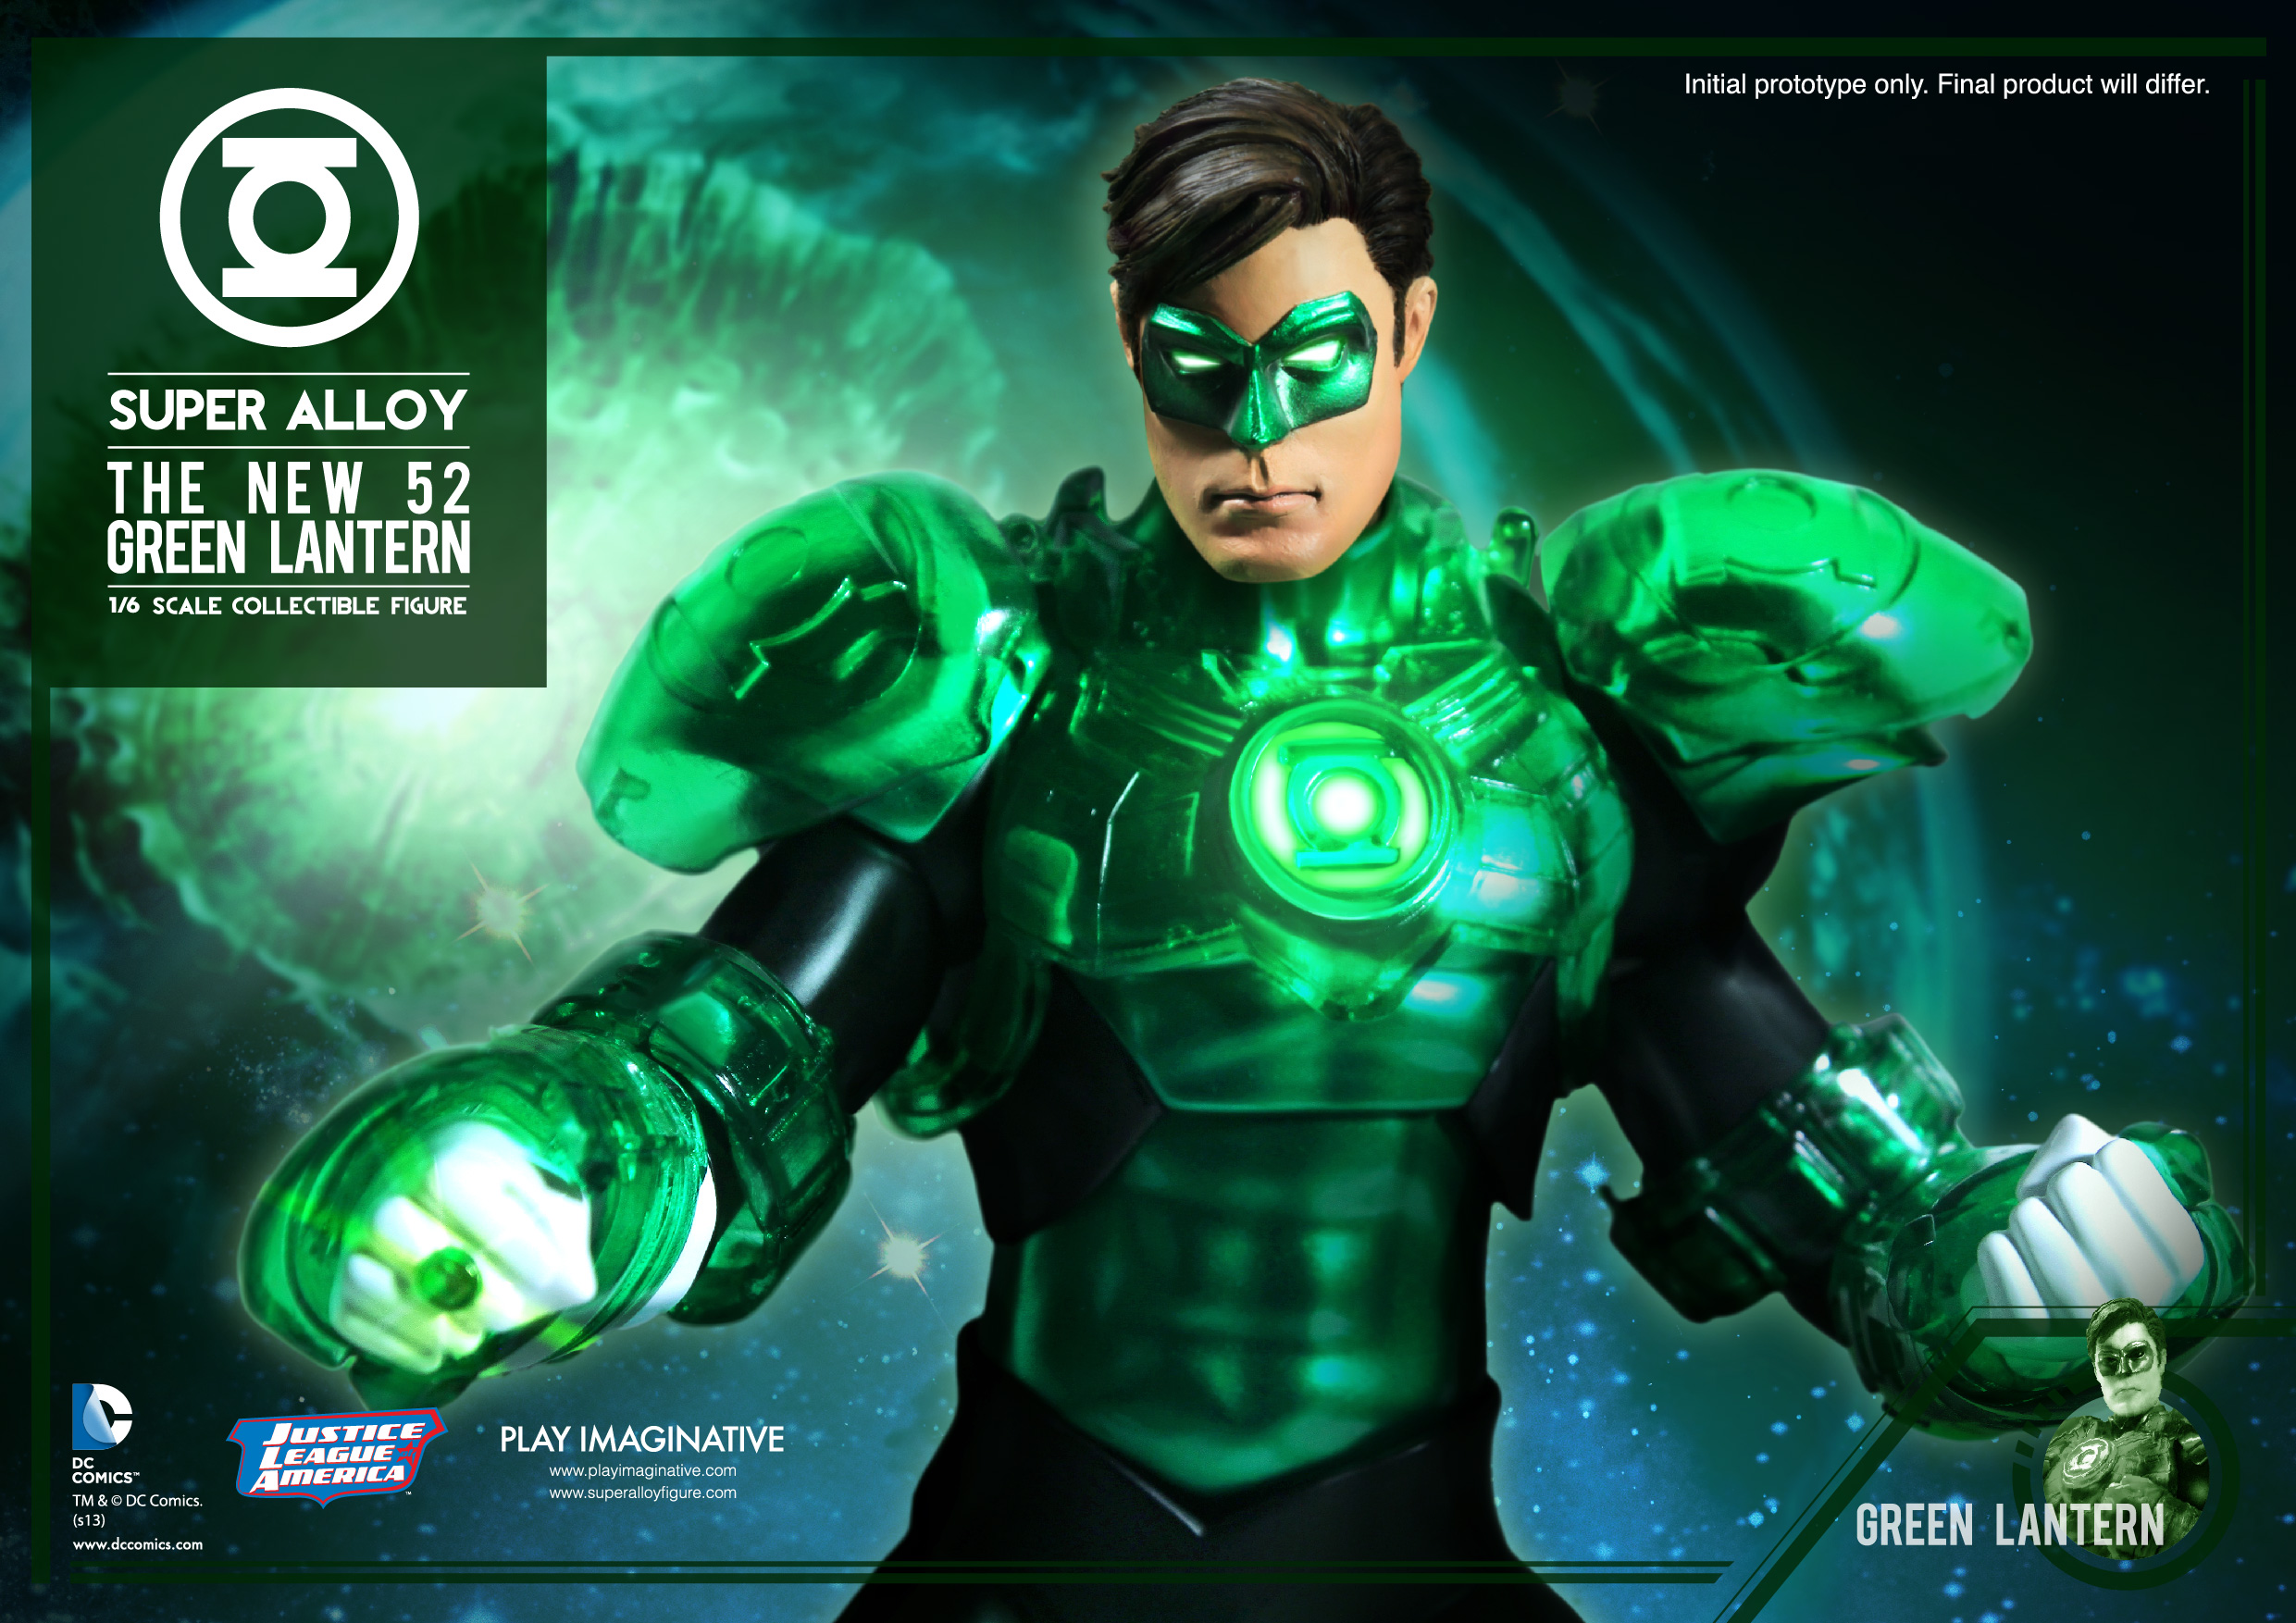 Initial prototype only. Final product will differ.
SUPER ALLOY
THE NEW 52
GREEN LANTERN
1/6 SCALE COLLECTIBLE FIGURE
DC
COMICS™
TM & © DC Comics.
(s13)
www.dccomics.com
JUSTICE
LEAGUE
AMERICA™
PLAY IMAGINATIVE
www.playimaginative.com
www.superalloyfigure.com
GREEN LANTERN